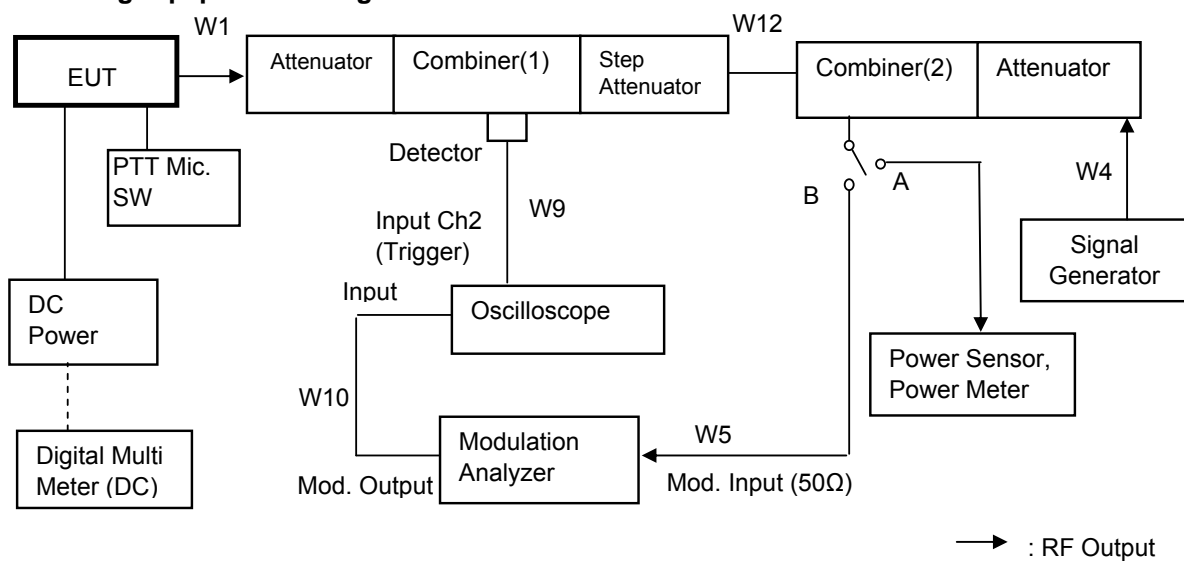 W1
W12
EUT
Attenuator
Combiner(1)
Step
Attenuator
Combiner(2)
Attenuator
PTT Mic.
SW
Detector
B
A
W4
W9
Input Ch2
(Trigger)
Signal
Generator
DC
Power
Input
Oscilloscope
Power Sensor,
Power Meter
W10
W5
Digital Multi
Meter (DC)
Modulation
Analyzer
Mod. Output
Mod. Input (50Ω)
: RF Output